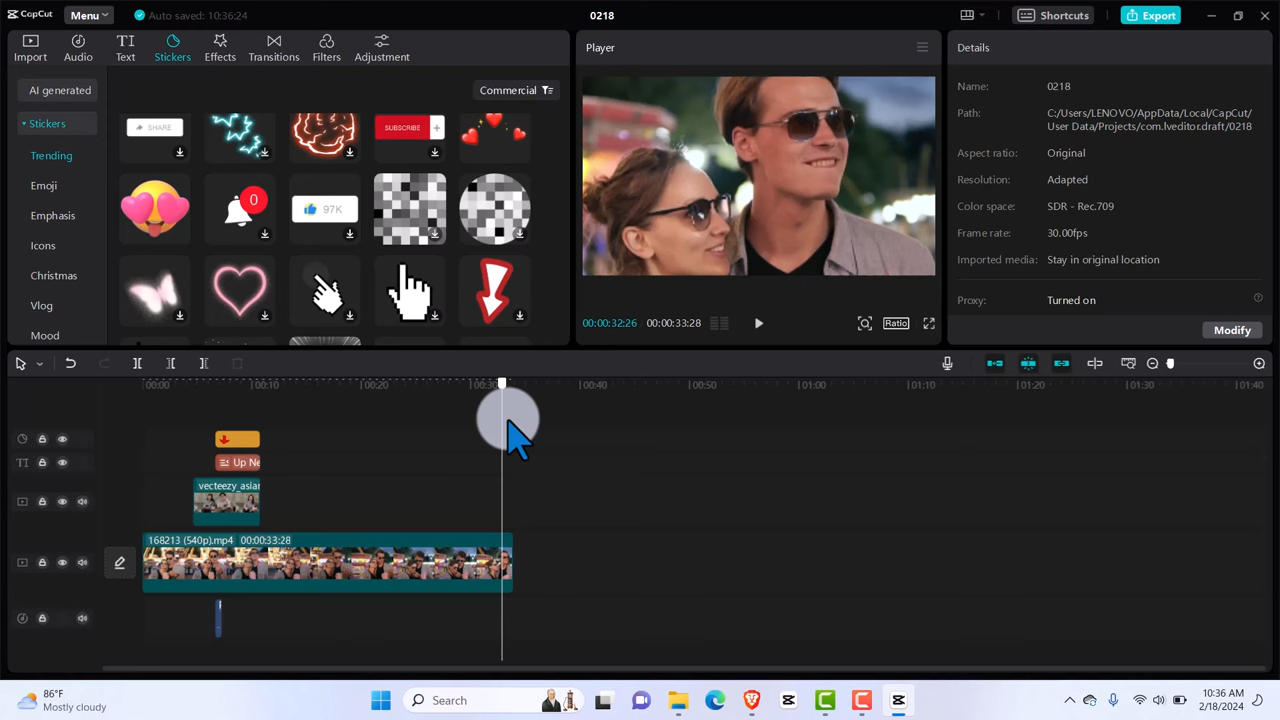 CapCut
Menu
Auto saved: 10:36:24
0218
Shortcuts
Export
Import
Audio
Text
Stickers
Effects
Transitions
Filters
Adjustment
AI generated
Stickers
Trending
Emoji
Emphasis
Icons
Christmas
Vlog
Mood
Commercial
SHARE
SUBSCRIBE
0
97K
Player
00:00:32:26
00:00:33:28
Ratio
Details
Name:
0218
Path:
C:/Users/LENOVO/AppData/Local/CapCut/
User Data/Projects/com.lveditor.draft/0218
Aspect ratio:
Original
Resolution:
Adapted
Color space:
SDR - Rec.709
Frame rate:
30.00fps
Imported media:
Stay in original location
Proxy:
Turned on
Modify
00:00
00:10
00:20
00:30
00:40
00:50
01:00
01:10
01:20
01:30
01:40
TI
Up Ne
vecteezy_asian
168213 (540p).mp4 00:00:33:28
86°F
Mostly cloudy
Search
10:36 AM
2/18/2024